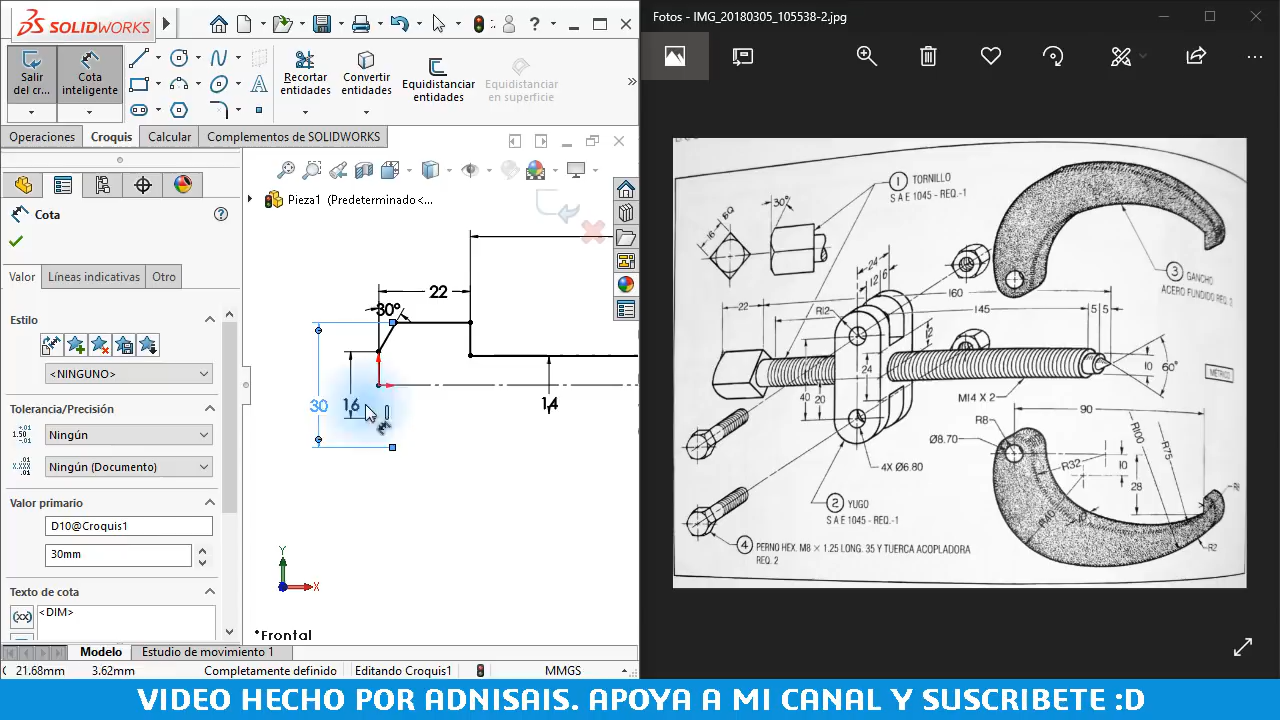 SOLIDWORKS
Salir
del cr...
Cota
inteligente
Recortar
entidades
Convertir
entidades
Equidistanciar
entidades
Equidistanciar
en superficie
Operaciones
Croquis
Calcular
Complementos de SOLIDWORKS
Cota
Valor
Líneas indicativas
Otro
Estilo
<NINGUNO>
Tolerancia/Precisión
Ningún
Ningún (Documento)
Valor primario
D10@Croquis1
30mm
Texto de cota
<DIM>
Pieza1 (Predeterminado <...
22
30°
30
16
14
Y
X
*Frontal
Modelo
Estudio de movimiento 1
21.68mm
3.62mm
Completamente definido
Editando Croquis1
MMGS
Fotos - IMG_20180305_105538-2.jpg
1
TORNILLO
S A E 1045 - REQ.-1
30°
16
24
12
6
160
3
GANCHO
ACERO FUNDIDO REQ.
22
R12
145
5
5
12
24
40
20
10
60°
MÉTRICO
M14 X 2
90
R8
Ø8.70
R100
R75
R32
10
28
R2
4X Ø6.80
2
YUGO
S A E 1045 - REQ.-1
4
PERNO HEX. M8 × 1.25 LONG. 35 Y TUERCA ACOPLADORA
REQ. 2
VIDEO HECHO POR ADNISAIS. APOYA A MI CANAL Y SUSCRIBETE :D